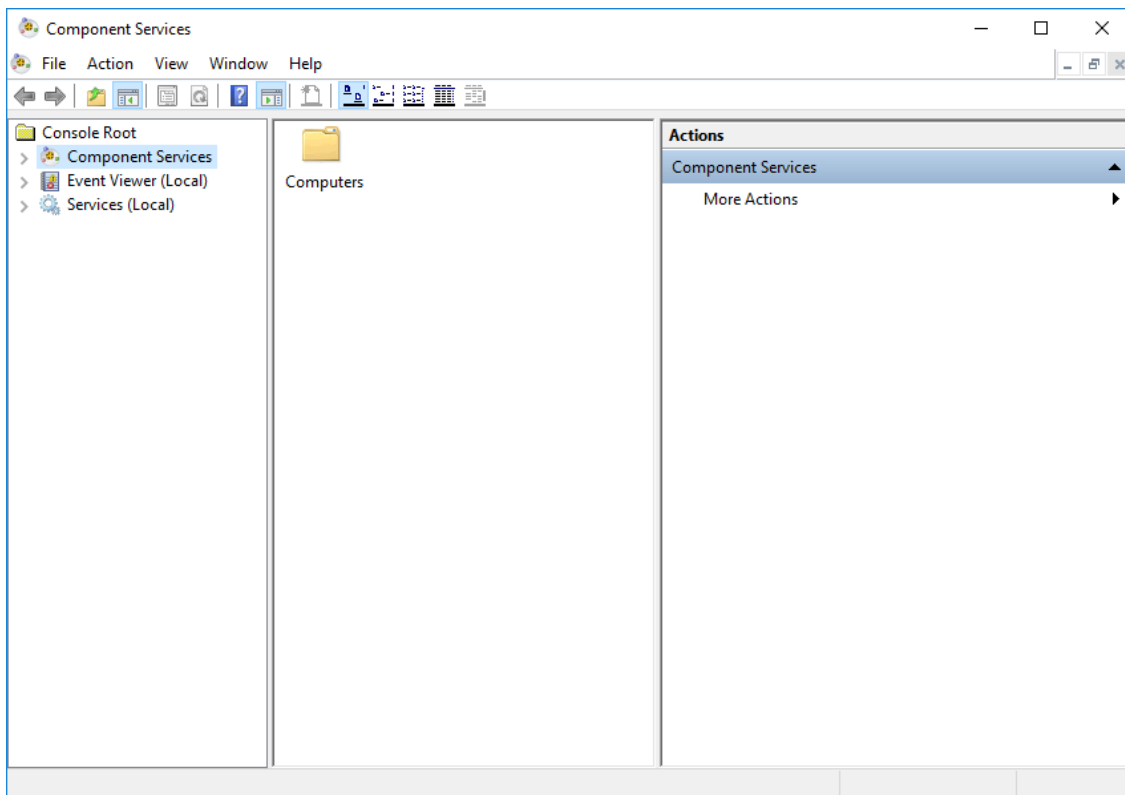 Component Services
File Action View Window Help
Console Root
Component Services
Event Viewer (Local)
Services (Local)
Computers
Actions
Component Services
More Actions